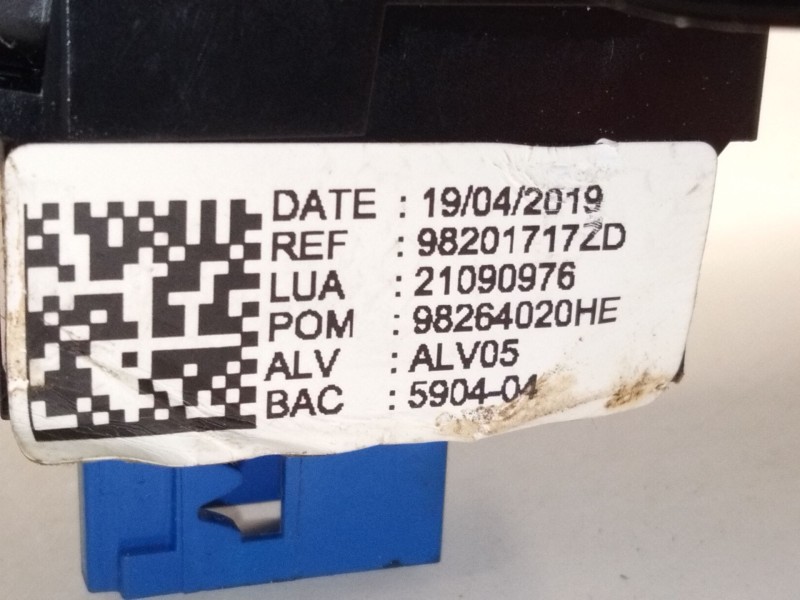 DATE : 19/04/2019
REF : 98201717ZD
LUA : 21090976
POM : 98264020HE
ALV : ALV05
BAC : 5904-04